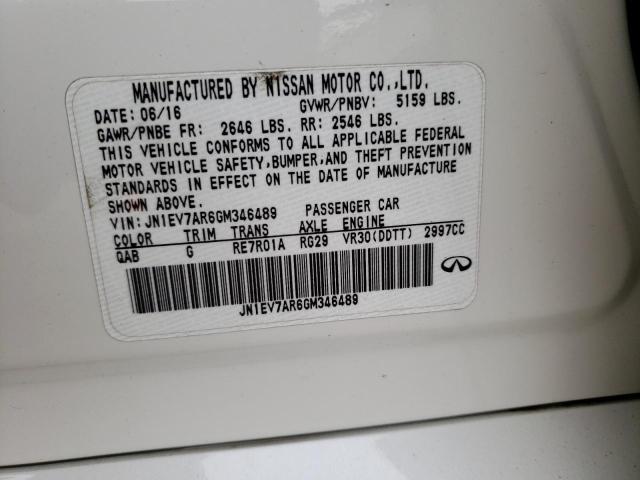 MANUFACTURED BY NISSAN MOTOR CO.,LTD.
DATE: 06/16 GVWR/PNBV: 5159 LBS.
GAWR/PNBE FR: 2646 LBS. RR: 2546 LBS.
THIS VEHICLE CONFORMS TO ALL APPLICABLE FEDERAL
MOTOR VEHICLE SAFETY,BUMPER,AND THEFT PREVENTION
STANDARDS IN EFFECT ON THE DATE OF MANUFACTURE
SHOWN ABOVE.
VIN:JN1EV7AR6GM346489 PASSENGER CAR
COLOR TRIM TRANS AXLE ENGINE
QAB G RE7R01A RG29 VR30(DDTT) 2997CC
JN1EV7AR6GM346489